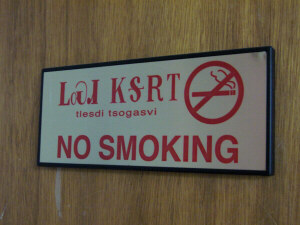 ᏞᏍᏗ ᏦᎦᏒᎢ
tlesdi tsogasvi
NO SMOKING